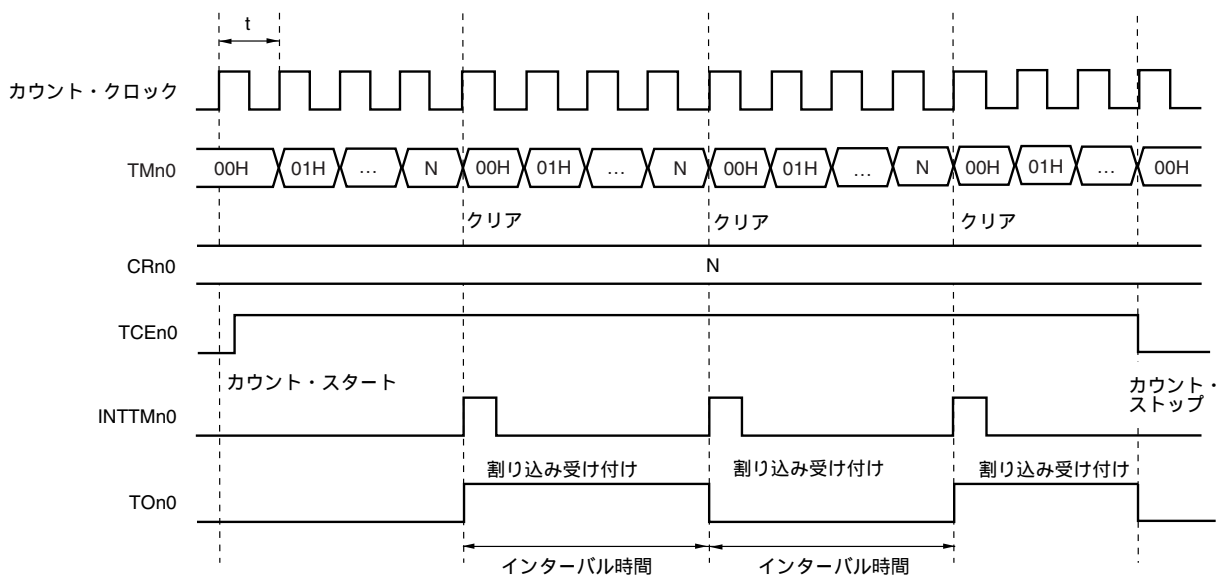 t
カウント・クロック
TMn0 00H 01H … N 00H 01H … N 00H 01H … N 00H 01H … 00H
クリア クリア クリア
CRn0 N
TCEn0
カウント・スタート カウント・
ストップ
INTTMn0
割り込み受け付け 割り込み受け付け 割り込み受け付け
TOn0
インターバル時間 インターバル時間